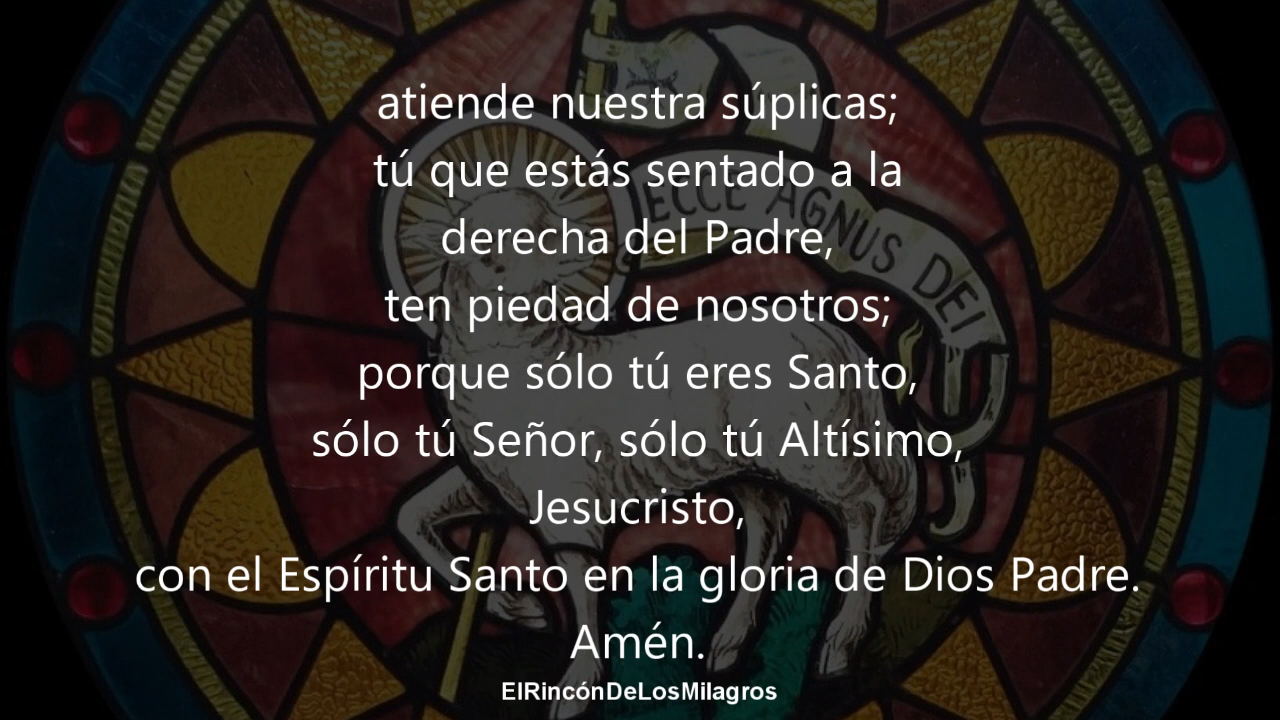 atiende nuestra súplicas;
tú que estás sentado a la
derecha del Padre,
ten piedad de nosotros;
porque sólo tú eres Santo,
sólo tú Señor, sólo tú Altísimo,
Jesucristo,
con el Espíritu Santo en la gloria de Dios Padre.
Amén.
ElRincónDeLosMilagros
ECCE AGNUS DEI